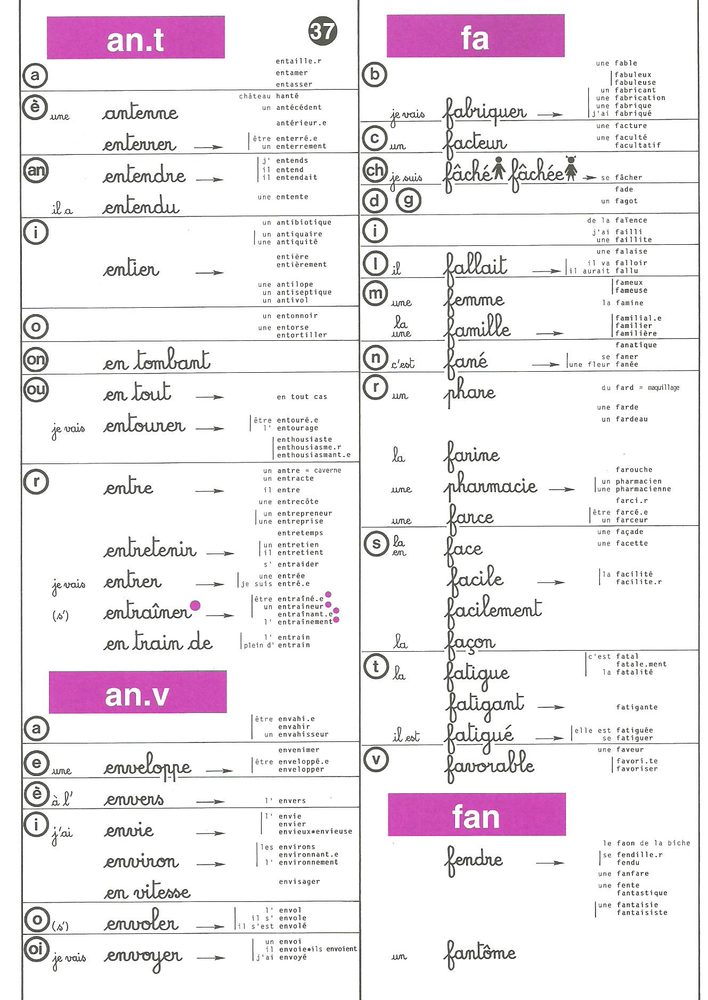 an.t
37
a
entaille.r
entamer
entasser
è
château hanté
une antenne
un antécédent
antérieur.e
enterrer
être enterré.e
un enterrement
an
entendre
j' entends
il entend
il entendait
il a entendu
une entente
i
un antibiotique
un antiquaire
une antiquité
entier
entière
entièrement
une antilope
un antiseptique
un antivol
o
un entonnoir
une entorse
entortiller
on
en tombant
ou
en tout
en tout cas
je vais entourer
être entouré.e
l' entourage
enthousiaste
enthousiasme.r
enthousiasmant.e
r
un antre = caverne
un entracte
entre
il entre
une entrecôte
un entrepreneur
une entreprise
entretemps
entretenir
un entretien
il entretient
s' entraider
je vais entrer
une entrée
je suis entré.e
(s') entraîner
être entraîné.e
un entraîneur
entraînant.e
l' entraînement
en train de
l' entrain
plein d' entrain
an.v
a
être envahi.e
envahir
un envahisseur
e
envenimer
une enveloppe
être enveloppé.e
envelopper
è
à l' envers
l' envers
i
j'ai envie
l' envie
envier
envieux*envieuse
environ
les environs
environnant.e
l' environnement
en vitesse
envisager
o
(s') envoler
l' envol
il s' envole
il s'est envolé
oi
je vais envoyer
un envoi
il envoie*ils envoient
j'ai envoyé
fa
b
une fable
fabuleux
fabuleuse
je vais fabriquer
un fabricant
une fabrication
une fabrique
j'ai fabriqué
c
une facture
un facteur
une faculté
facultatif
ch
je suis fâché fâchée
se fâcher
d g
fade
un fagot
i
de la faïence
j'ai failli
une faillite
l
une falaise
il fallait
il va falloir
il aurait fallu
m
fameux
fameuse
une femme
la famine
la
une famille
familial.e
familier
familière
n
fanatique
c'est fané
se faner
une fleur fanée
r
un phare
du fard = maquillage
une farde
un fardeau
la farine
farouche
une pharmacie
un pharmacien
une pharmacienne
farci.r
une farce
être farcé.e
un farceur
s
une façade
la
en face
une facette
facile
la facilité
facilite.r
facilement
la façon
t
c'est fatal
fatale.ment
la fatalité
la fatigue
fatigant
fatigante
il est fatigué
elle est fatiguée
se fatiguer
v
une faveur
favorable
favori.te
favoriser
fan
le faon de la biche
fendre
se fendille.r
fendu
une fanfare
une fente
fantastique
une fantaisie
fantaisiste
un fantôme